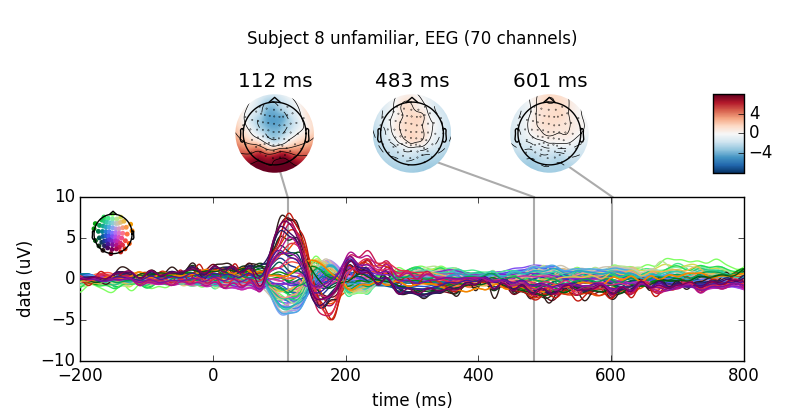 Subject 8 unfamiliar, EEG (70 channels)
112 ms 483 ms 601 ms
4
0
−4
10
5
0
−5
−10
data (uV)
−200 0 200 400 600 800
time (ms)